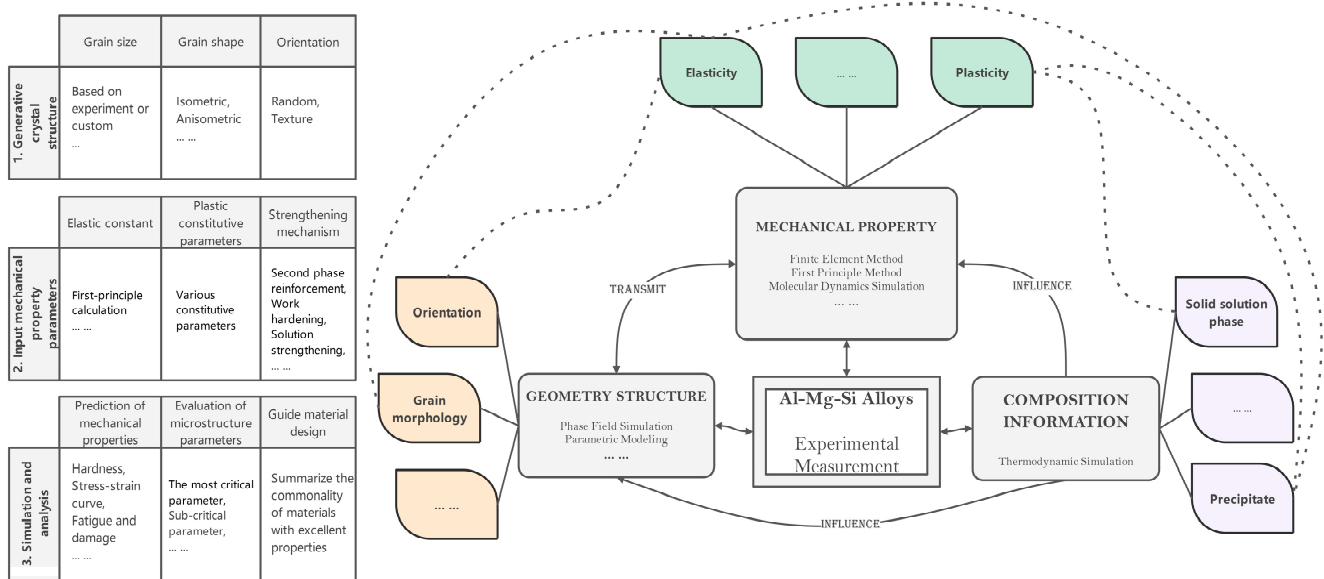 Grain size
Grain shape
Orientation
1. Generative
crystal
structure
Based on
experiment or
custom
...
Isometric,
Anisometric
... ...
Random,
Texture
Elastic constant
Plastic
constitutive
parameters
Strengthening
mechanism
2. Input mechanical
property
parameters
First-principle
calculation
... ...
Various
constitutive
parameters
Second phase
reinforcement,
Work
hardening,
Solution
strengthening,
... ...
Prediction of
mechanical
properties
Evaluation of
microstructure
parameters
Guide material
design
3. Simulation and
analysis
Hardness,
Stress-strain
curve,
Fatigue and
damage
... ...
The most critical
parameter,
Sub-critical
parameter,
... ...
Summarize the
commonality
of materials
with excellent
properties
Elasticity
... ...
Plasticity
MECHANICAL PROPERTY
Finite Element Method
First Principle Method
Molecular Dynamics Simulation
... ...
TRANSMIT
INFLUENCE
Orientation
Grain
morphology
... ...
GEOMETRY STRUCTURE
Phase Field Simulation
Parametric Modeling
... ...
Al-Mg-Si Alloys
Experimental
Measurement
COMPOSITION
INFORMATION
Thermodynamic Simulation
Solid solution
phase
... ...
Precipitate
INFLUENCE